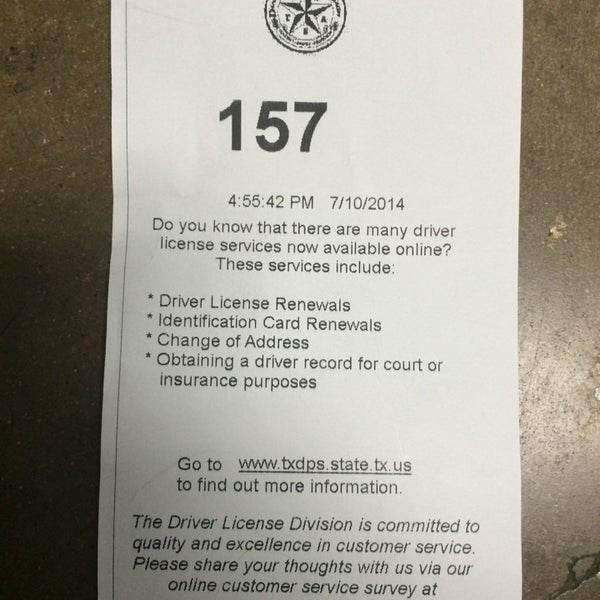 157
4:55:42 PM 7/10/2014
Do you know that there are many driver
license services now available online?
These services include:
* Driver License Renewals
* Identification Card Renewals
* Change of Address
* Obtaining a driver record for court or
insurance purposes
Go to www.txdps.state.tx.us
to find out more information.
The Driver License Division is committed to
quality and excellence in customer service.
Please share your thoughts with us via our
online customer service survey at